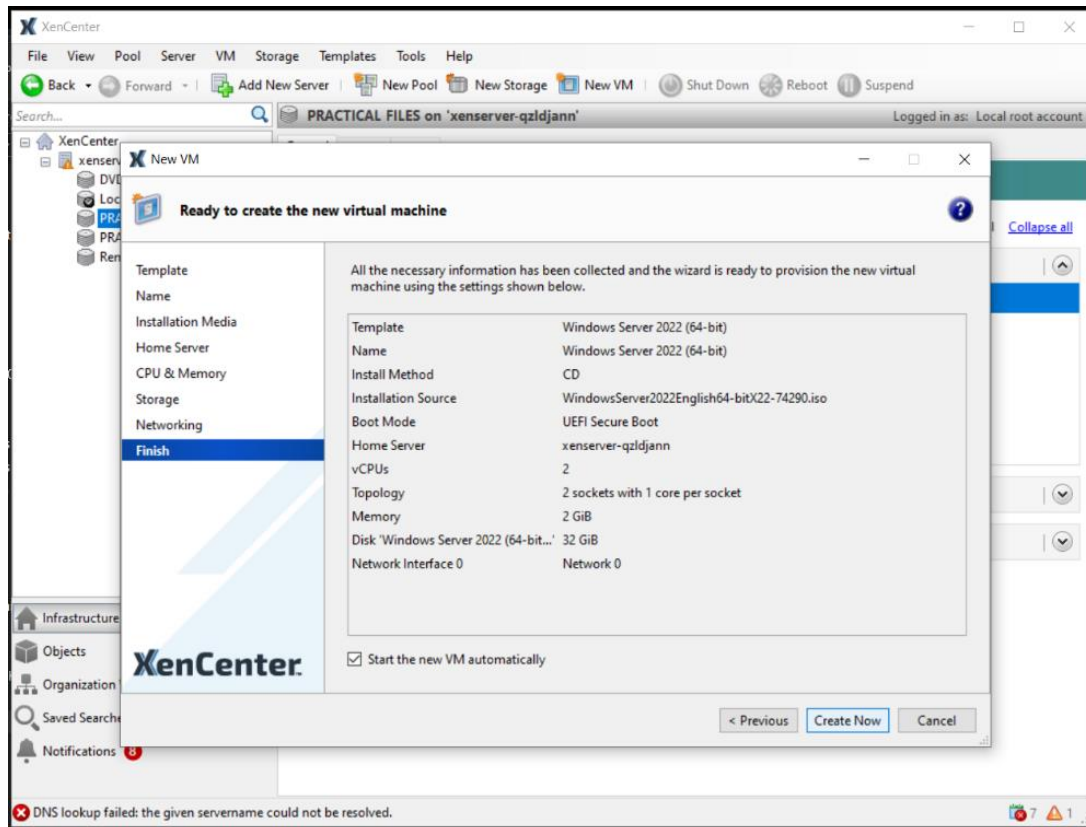 XenCenter
File View Pool Server VM Storage Templates Tools Help
Back Forward Add New Server New Pool New Storage New VM Shut Down Reboot Suspend
Search...
PRACTICAL FILES on 'xenserver-qzldjann' Logged in as: Local root account
XenCenter
New VM
Ready to create the new virtual machine
Collapse all
Template
Name
Installation Media
Home Server
CPU & Memory
Storage
Networking
Finish
All the necessary information has been collected and the wizard is ready to provision the new virtual
machine using the settings shown below.
Template Windows Server 2022 (64-bit)
Name Windows Server 2022 (64-bit)
Install Method CD
Installation Source WindowsServer2022English64-bitX22-74290.iso
Boot Mode UEFI Secure Boot
Home Server xenserver-qzldjann
vCPUs 2
Topology 2 sockets with 1 core per socket
Memory 2 GiB
Disk 'Windows Server 2022 (64-bit...' 32 GiB
Network Interface 0 Network 0
XenCenter
Start the new VM automatically
< Previous Create Now Cancel
Infrastructure
Objects
Organization
Saved Searche
Notifications 8
DNS lookup failed: the given servername could not be resolved. 7 1